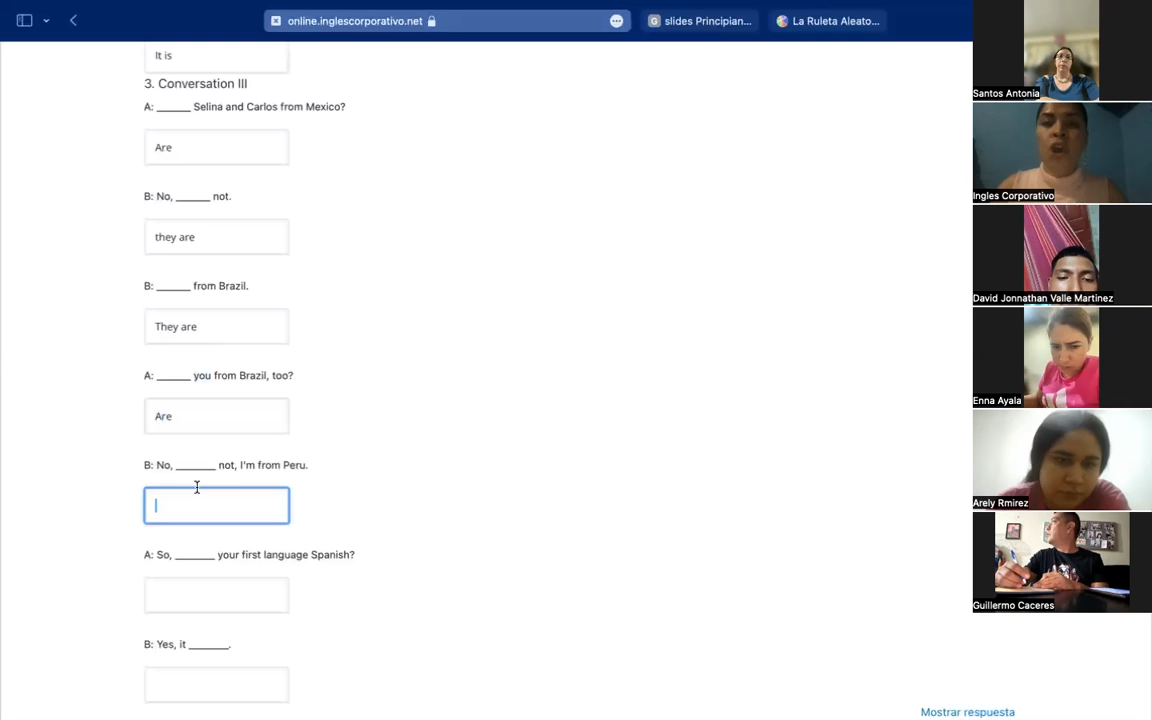 online.inglescorporativo.net
slides Principian...
La Ruleta Aleato...
It is
3. Conversation III
A: ______ Selina and Carlos from Mexico?
Are
B: No, ______ not.
they are
B: ______ from Brazil.
They are
A: ______ you from Brazil, too?
Are
B: No, _______ not, I'm from Peru.
A: So, _______ your first language Spanish?
B: Yes, it _______.
Mostrar respuesta
Santos Antonia
Ingles Corporativo
David Jonnathan Valle Martinez
Enna Ayala
Arely Rmirez
Guillermo Caceres